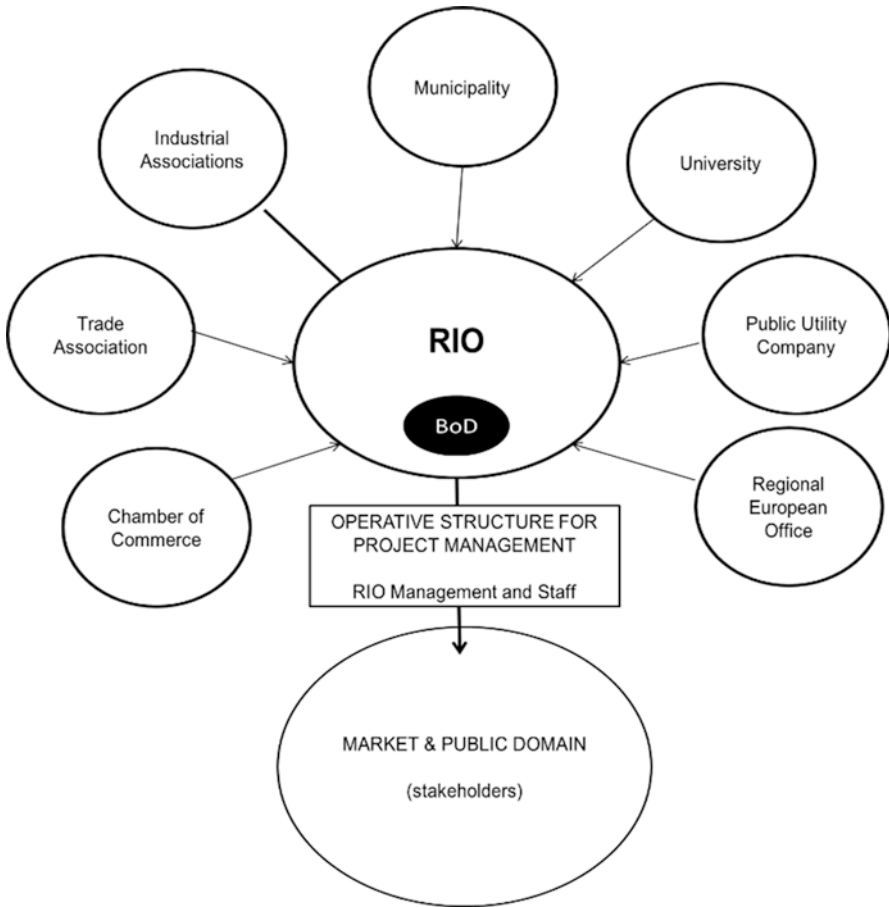 Municipality
Industrial
Associations
University
Trade
Association
RIO
Public Utility
Company
BoD
Chamber of
Commerce
Regional
European
Office
OPERATIVE STRUCTURE FOR
PROJECT MANAGEMENT
RIO Management and Staff
MARKET & PUBLIC DOMAIN
(stakeholders)